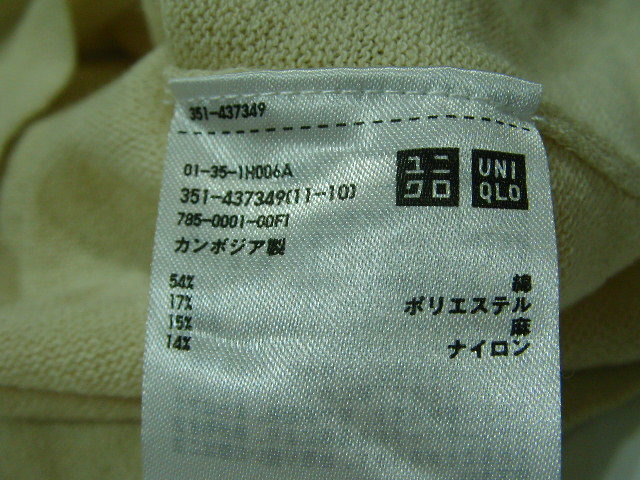 351-437349
01-35-1H006A
351-437349(11-10)
785-0001-00F1
カンボジア製
ユニ
クロ
UNI
QLO
54% 綿
17% ポリエステル
15% 麻
14% ナイロン